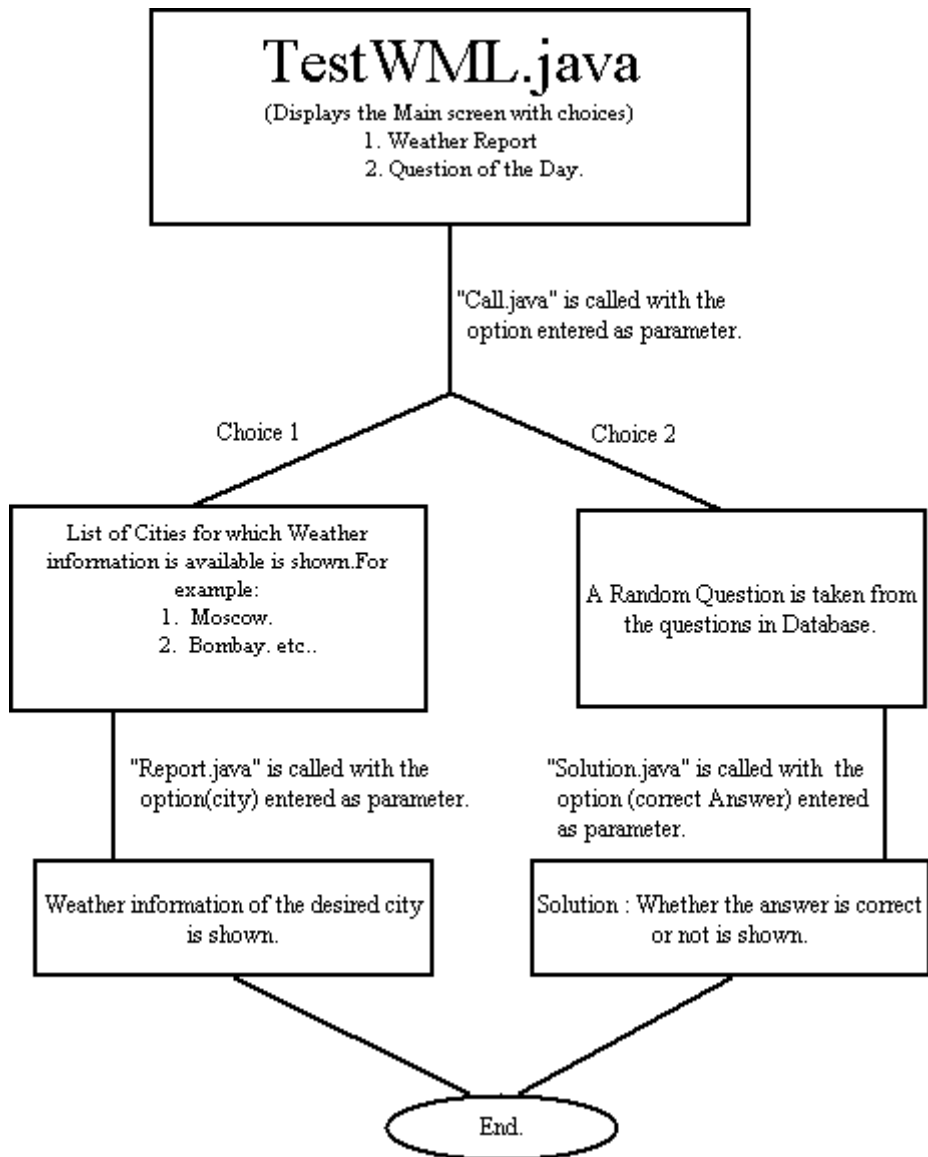 TestWML.java
(Displays the Main screen with choices)
1. Weather Report
2. Question of the Day.
"Call.java" is called with the
option entered as parameter.
Choice 1
Choice 2
List of Cities for which Weather
information is available is shown.For
example:
1. Moscow.
2. Bombay. etc..
A Random Question is taken from
the questions in Database.
"Report.java" is called with the
option(city) entered as parameter.
"Solution.java" is called with the
option (correct Answer) entered
as parameter.
Weather information of the desired city
is shown.
Solution : Whether the answer is correct
or not is shown.
End.